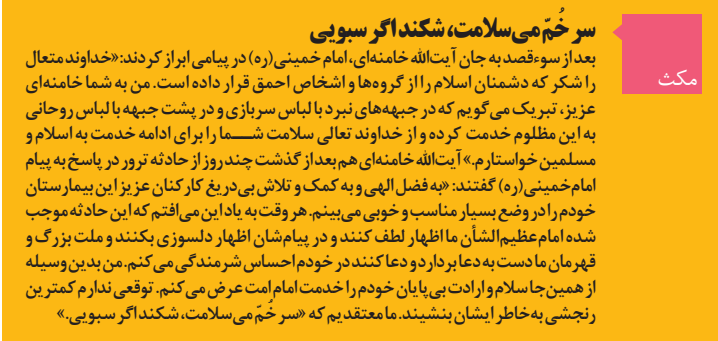 سر خُمّ می سلامت، شکند اگر سبویی
مکث
بعد از سوءقصد به جان آیت‌الله خامنه‌ای، امام خمینی(ره) در پیامی ابراز کردند: «خداوند متعال
را شکر که دشمنان اسلام را از گروه‌ها و اشخاص احمق قرار داده است. من به شما خامنه‌ای
عزیز، تبریک می‌گویم که در جبهه‌های نبرد با لباس سربازی و در پشت جبهه با لباس روحانی
به این مظلوم خدمت کرده و از خداوند تعالی سلامت شـــما را برای ادامه خدمت به اسلام و
مسلمین خواستارم.» آیت‌الله خامنه‌ای هم بعد از گذشت چند روز از حادثه ترور در پاسخ به پیام
امام‌خمینی(ره) گفتند: «به فضل الهی و به کمک و تلاش بی‌دریغ کارکنان عزیز این بیمارستان
خودم را در وضع بسیار مناسب و خوبی می‌بینم. هر وقت به یاد این می‌افتم که این حادثه موجب
شده امام عظیم‌الشأن ما اظهار لطف کنند و در پیام‌شان اظهار دلسوزی بکنند و ملت بزرگ و
قهرمان ما دست به دعا بردارد و دعا کنند در خودم احساس شرمندگی می‌کنم. من بدین وسیله
از همین جا سلام و ارادت بی‌پایان خودم را خدمت امام امت عرض می‌کنم. توقعی ندارم کمترین
رنجشی به‌خاطر ایشان بنشیند. ما معتقدیم که «سر خُمّ می سلامت، شکند اگر سبویی.»